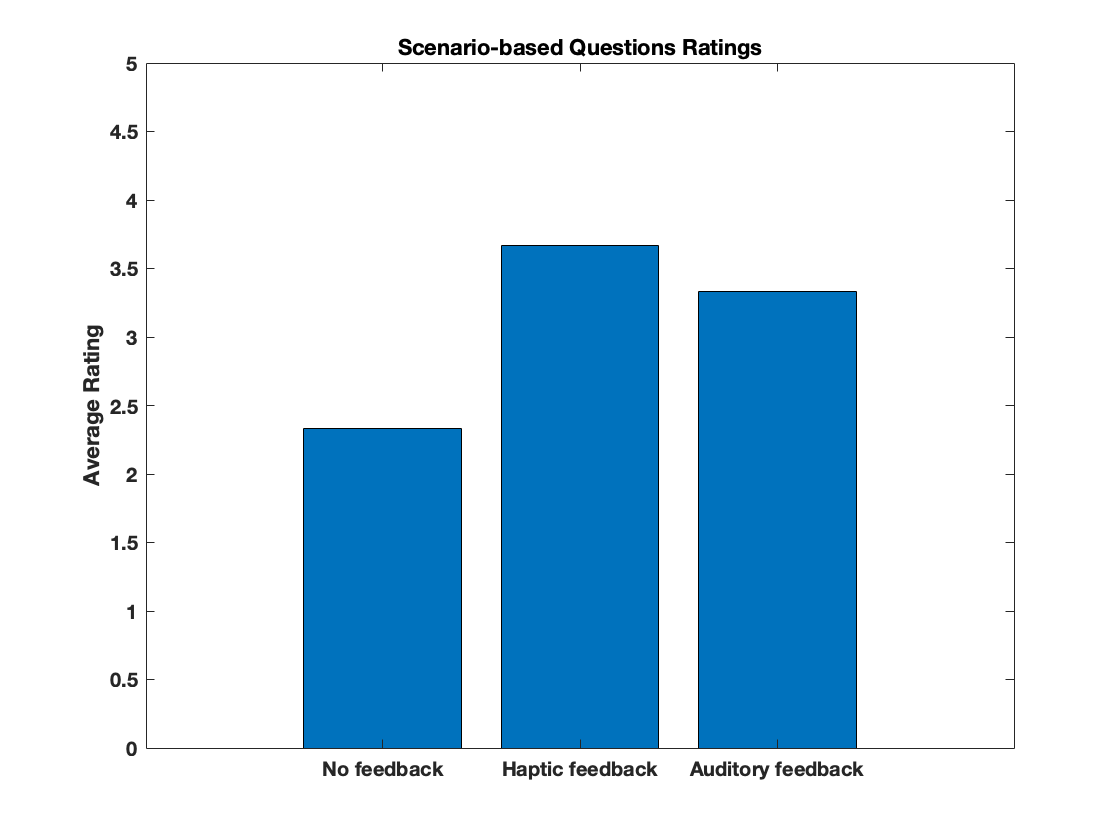 Scenario-based Questions Ratings
5
4.5
4
3.5
3
2.5
2
1.5
1
0.5
0
Average Rating
No feedback
Haptic feedback
Auditory feedback